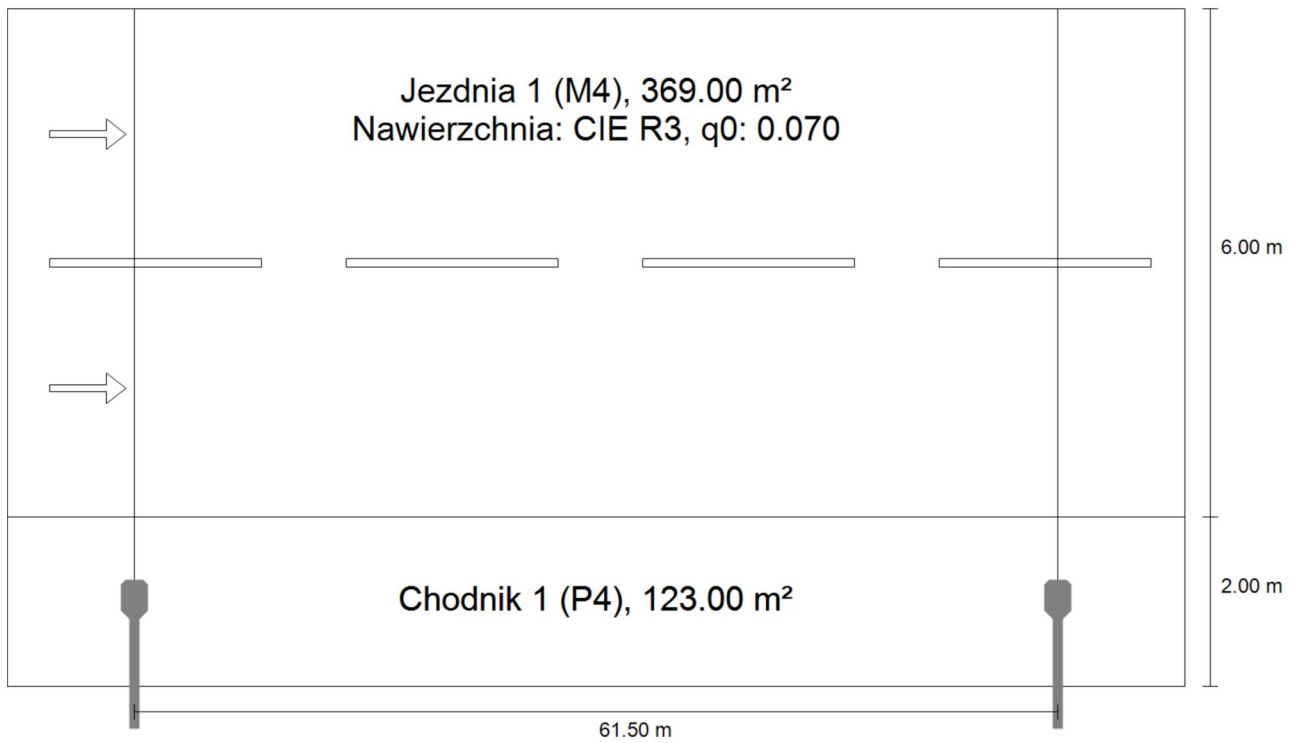 Jezdnia 1 (M4), 369.00 m²
Nawierzchnia: CIE R3, q0: 0.070
6.00 m
Chodnik 1 (P4), 123.00 m²
2.00 m
61.50 m